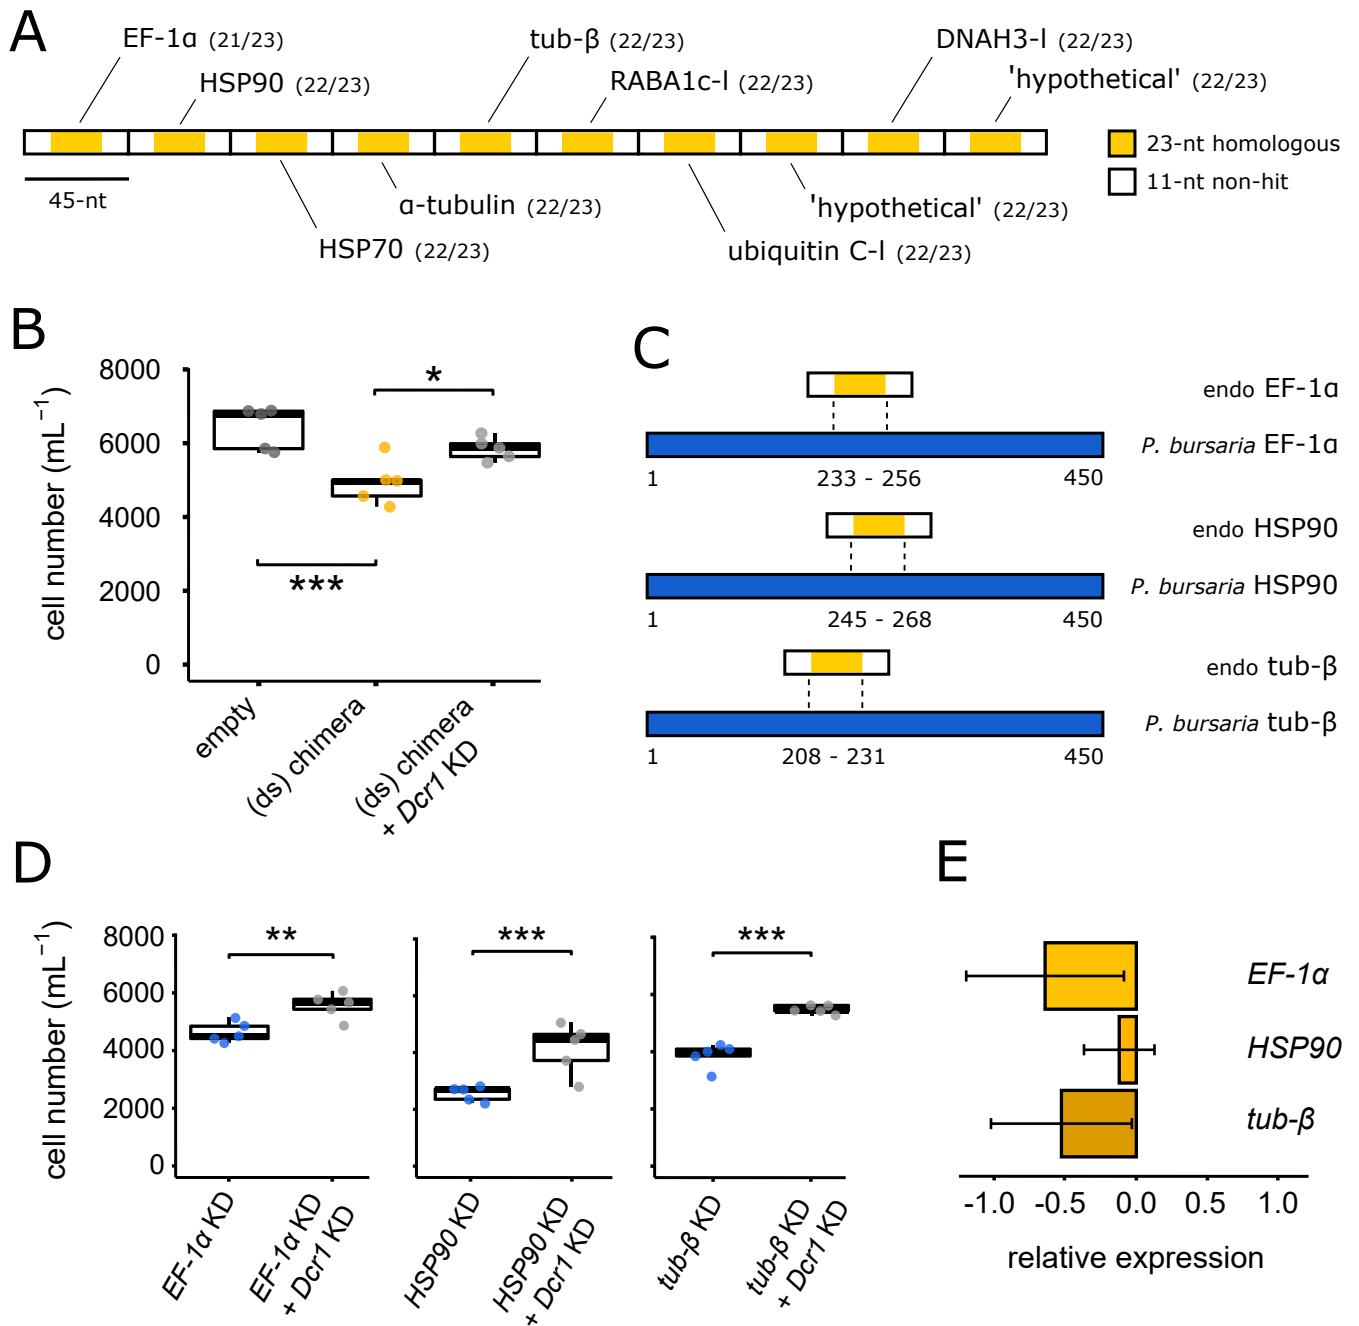 A
EF-1α (21/23)
tub-β (22/23)
DNAH3-l (22/23)
HSP90 (22/23)
RABA1c-l (22/23)
'hypothetical' (22/23)
23-nt homologous
11-nt non-hit
45-nt
α-tubulin (22/23)
'hypothetical' (22/23)
HSP70 (22/23)
ubiquitin C-l (22/23)
B
cell number (mL−1)
8000
6000
4000
2000
0
*
***
empty
(ds) chimera
(ds) chimera
+ Dcr1 KD
C
endo EF-1α
P. bursaria EF-1α
1
233 - 256
450
endo HSP90
P. bursaria HSP90
1
245 - 268
450
endo tub-β
P. bursaria tub-β
1
208 - 231
450
D
cell number (mL−1)
8000
6000
4000
2000
0
**
***
***
EF-1α KD
EF-1α KD
+ Dcr1 KD
HSP90 KD
HSP90 KD
+ Dcr1 KD
tub-β KD
tub-β KD
+ Dcr1 KD
E
EF-1α
HSP90
tub-β
-1.0 -0.5 0.0 0.5 1.0
relative expression